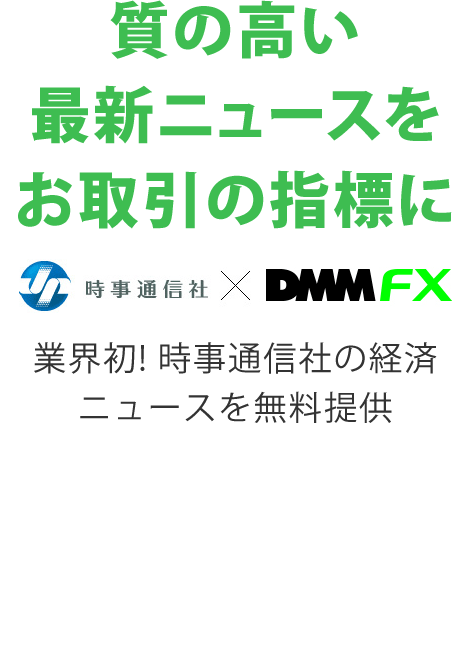 質の高い
最新ニュースを
お取引の指標に
時事通信社 × DMM FX
業界初! 時事通信社の経済
ニュースを無料提供